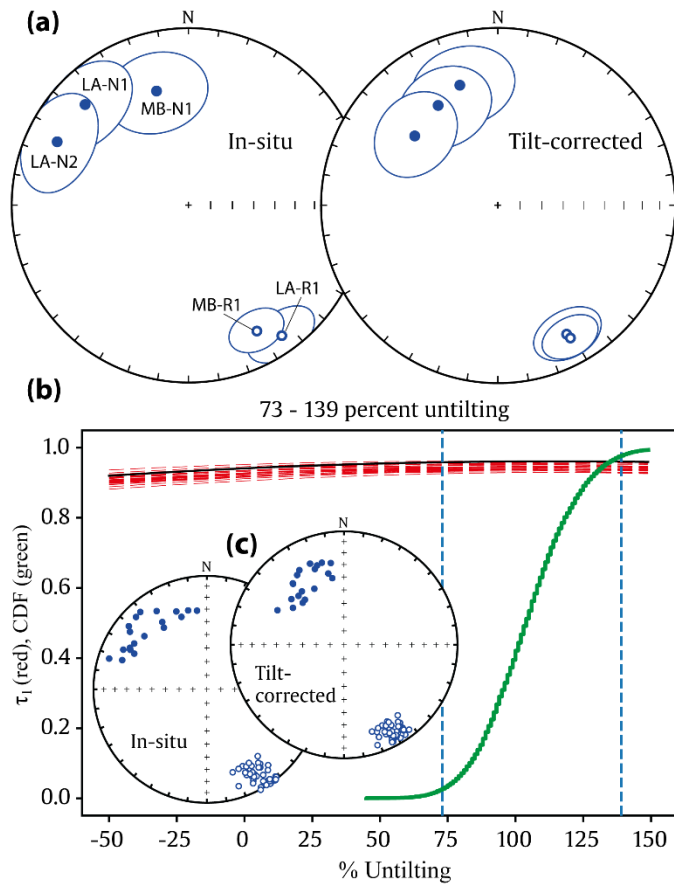 (a)
N
N
LA-N1
MB-N1
LA-N2
In-situ
Tilt-corrected
MB-R1
LA-R1
(b)
73 - 139 percent untilting
1.0
0.8
0.6
0.4
0.2
0.0
τ1 (red), CDF (green)
(c)
N
N
Tilt-
corrected
In-situ
-50
-25
0
25
50
75
100
125
150
% Untilting